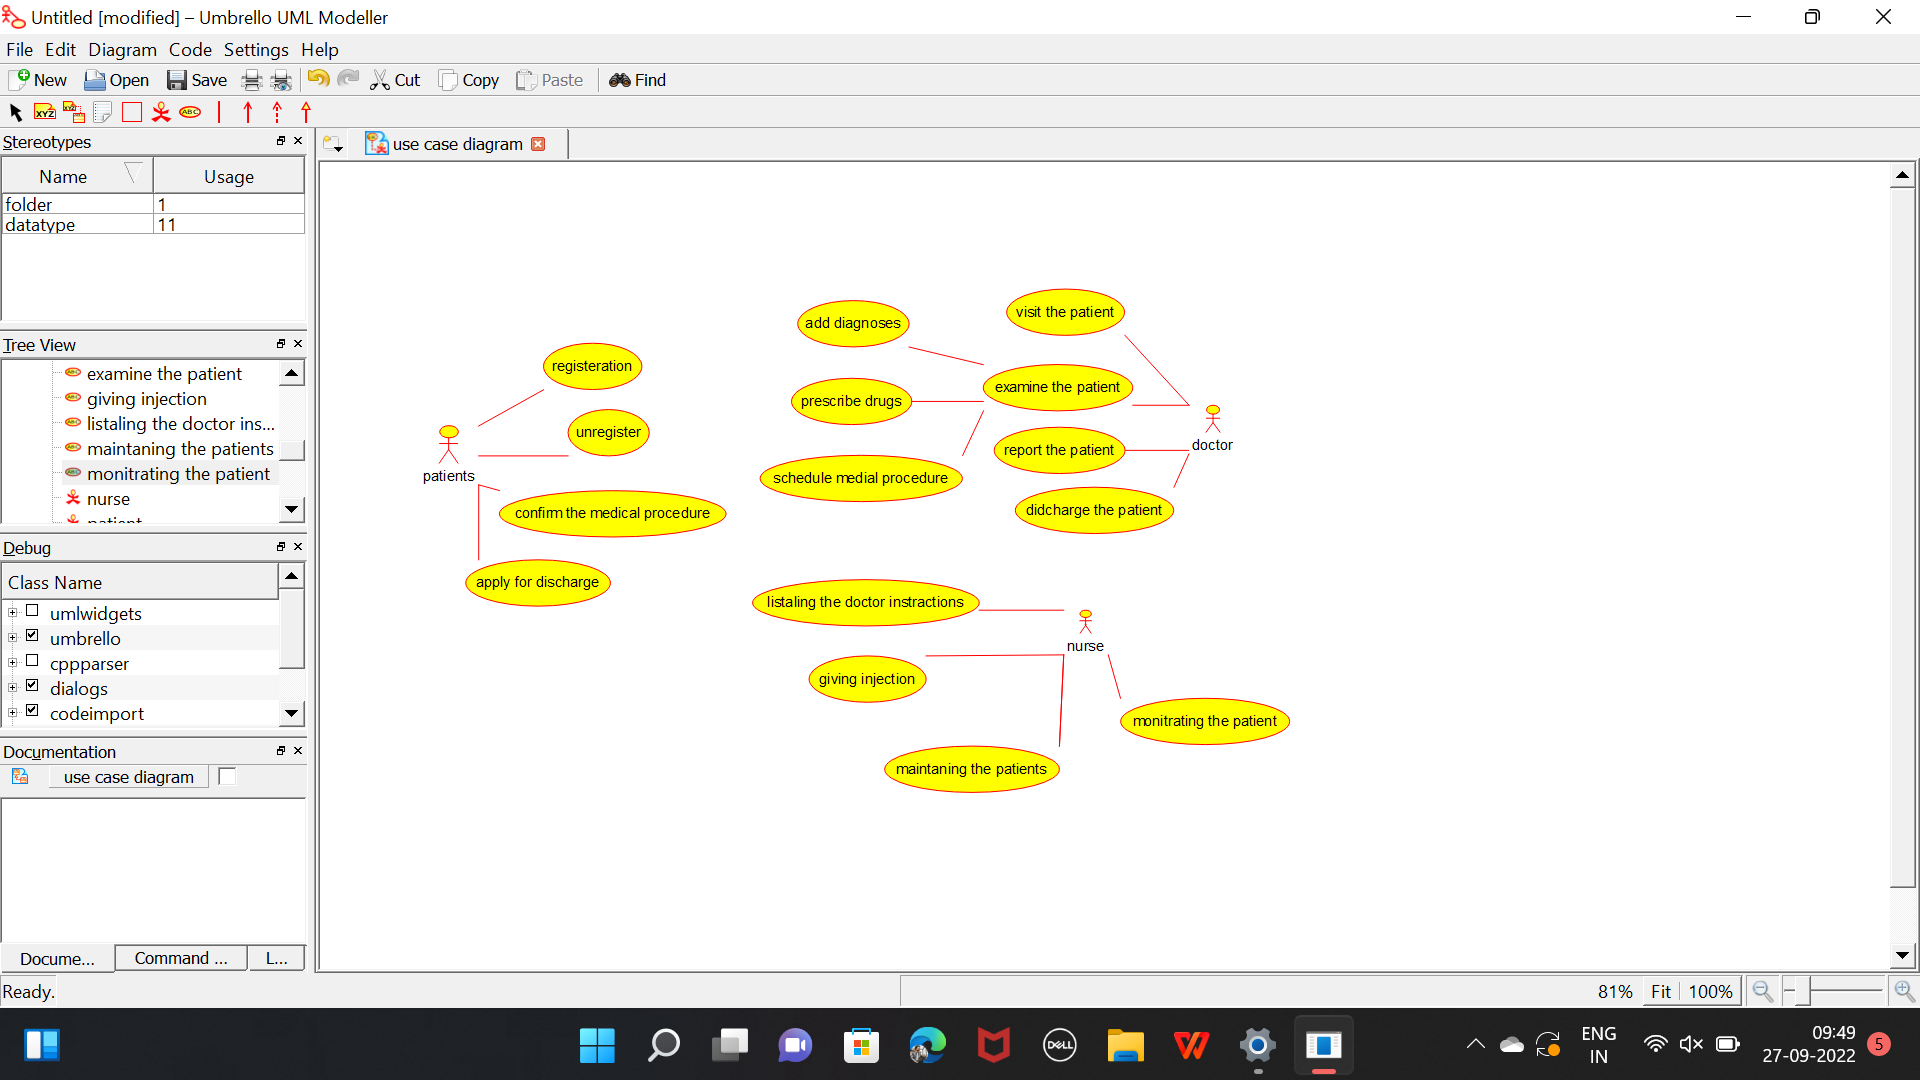 Untitled [modified] – Umbrello UML Modeller
File Edit Diagram Code Settings Help
New Open Save Cut Copy Paste Find
XYZ XYZ ABC
Stereotypes
use case diagram
Name Usage
folder 1
datatype 11
Tree View
examine the patient
giving injection
listaling the doctor ins...
maintaning the patients
monitrating the patient
nurse
patient
Debug
Class Name
umlwidgets
umbrello
cppparser
dialogs
codeimport
Documentation
use case diagram
Docume... Command ... L...
visit the patient
add diagnoses
registeration
examine the patient
prescribe drugs
unregister
doctor
report the patient
patients
schedule medial procedure
confirm the medical procedure
didcharge the patient
apply for discharge
listaling the doctor instractions
nurse
giving injection
monitrating the patient
maintaning the patients
Ready.
81% Fit 100%
DELL
ENG
IN
09:49
27-09-2022
5